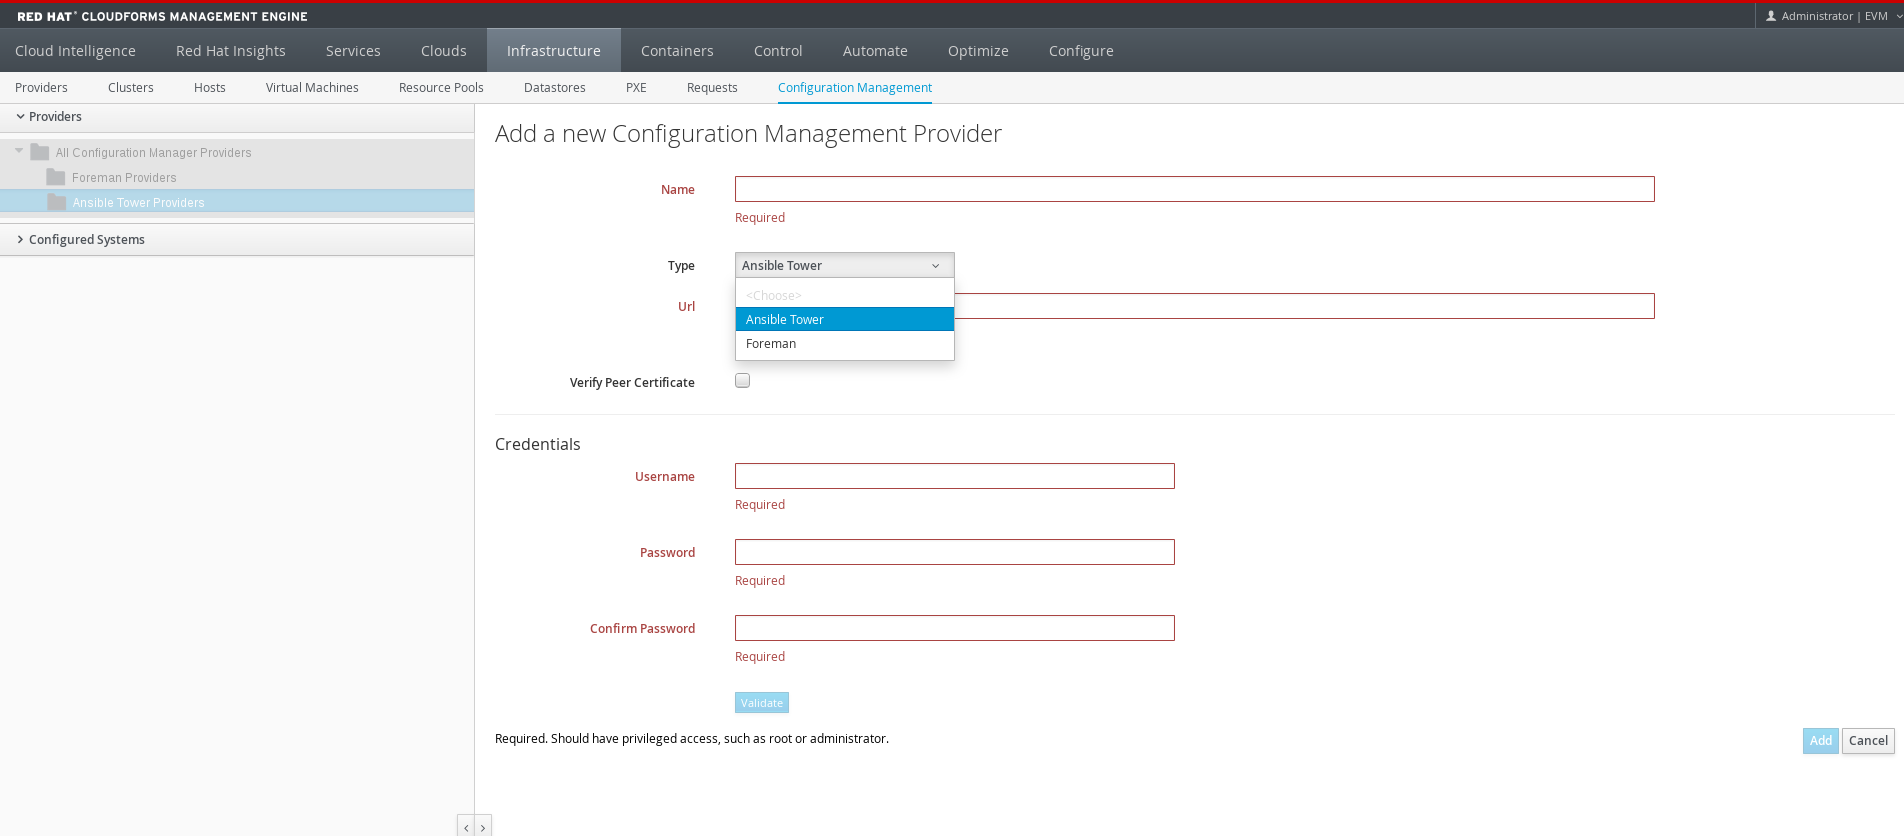 RED HAT® CLOUDFORMS MANAGEMENT ENGINE
Administrator | EVM
Cloud Intelligence Red Hat Insights Services Clouds Infrastructure Containers Control Automate Optimize Configure
Providers Clusters Hosts Virtual Machines Resource Pools Datastores PXE Requests Configuration Management
Providers
All Configuration Manager Providers
Foreman Providers
Ansible Tower Providers
Configured Systems
Add a new Configuration Management Provider
Name
Required
Type Ansible Tower
<Choose>
Ansible Tower
Foreman
Url
Verify Peer Certificate
Credentials
Username
Required
Password
Required
Confirm Password
Required
Validate
Required. Should have privileged access, such as root or administrator.
Add Cancel